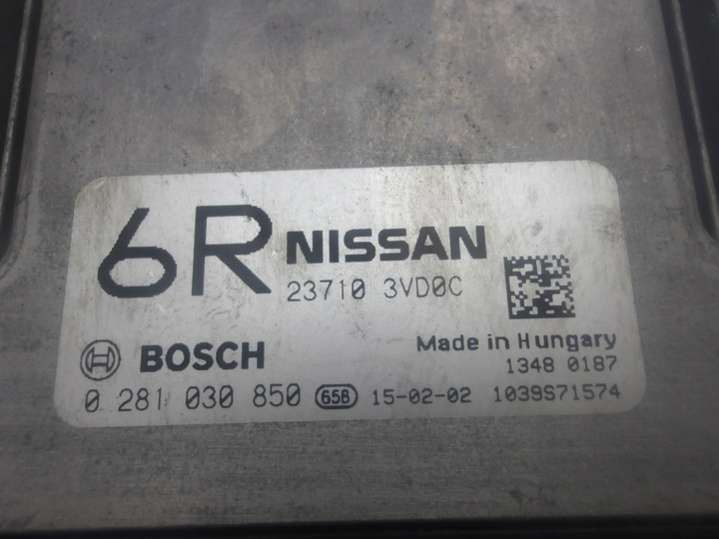 6R NISSAN
23710 3VD0C
BOSCH Made in Hungary
1348 0187
0 281 030 850 658 15-02-02 1039S71574